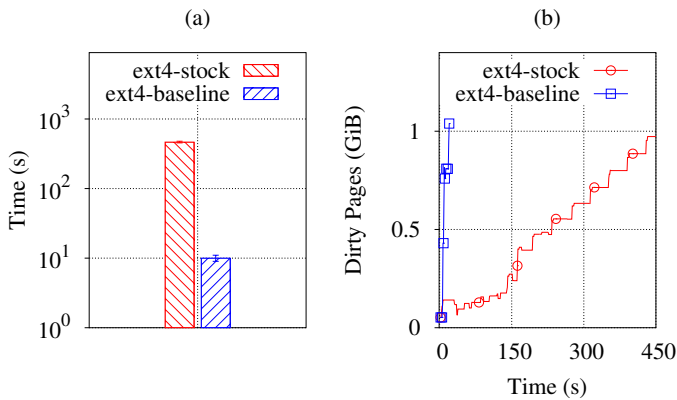 (a)
Time (s)
10^3
10^2
10^1
10^0
ext4-stock
ext4-baseline
(b)
Dirty Pages (GiB)
1
0.5
0
ext4-stock
ext4-baseline
0 150 300 450
Time (s)